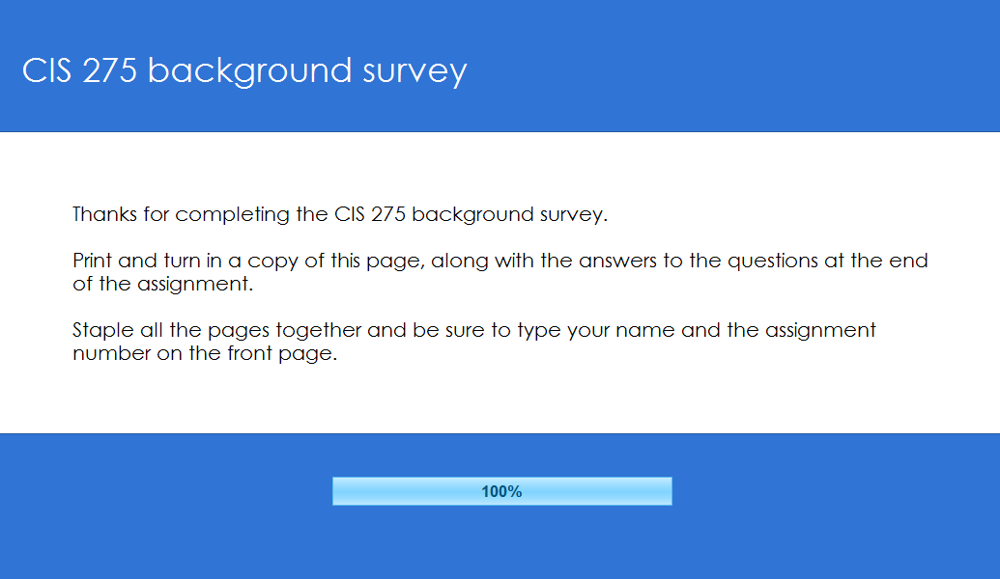 CIS 275 background survey
Thanks for completing the CIS 275 background survey.
Print and turn in a copy of this page, along with the answers to the questions at the end
of the assignment.
Staple all the pages together and be sure to type your name and the assignment
number on the front page.
100%